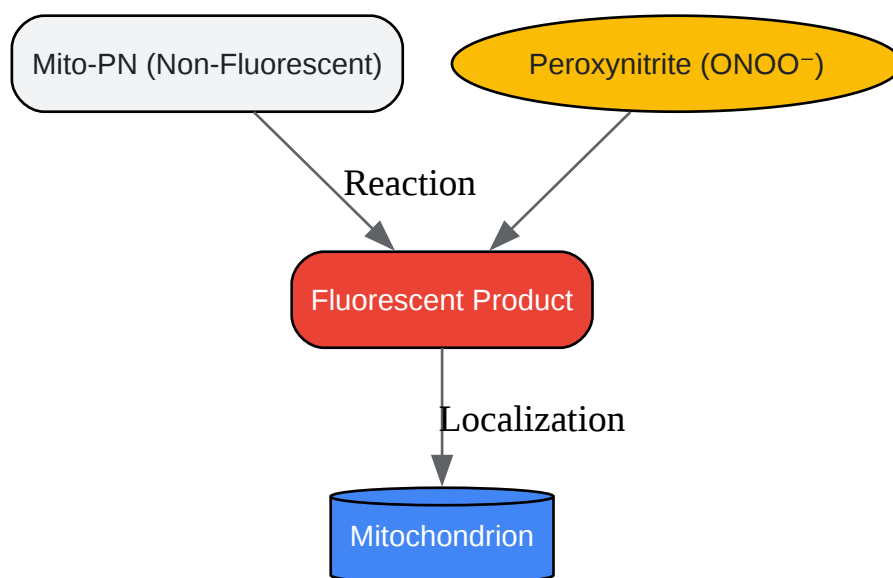 Mito-PN (Non-Fluorescent)
Peroxynitrite (ONOO⁻)
Reaction
Fluorescent Product
Localization
Mitochondrion